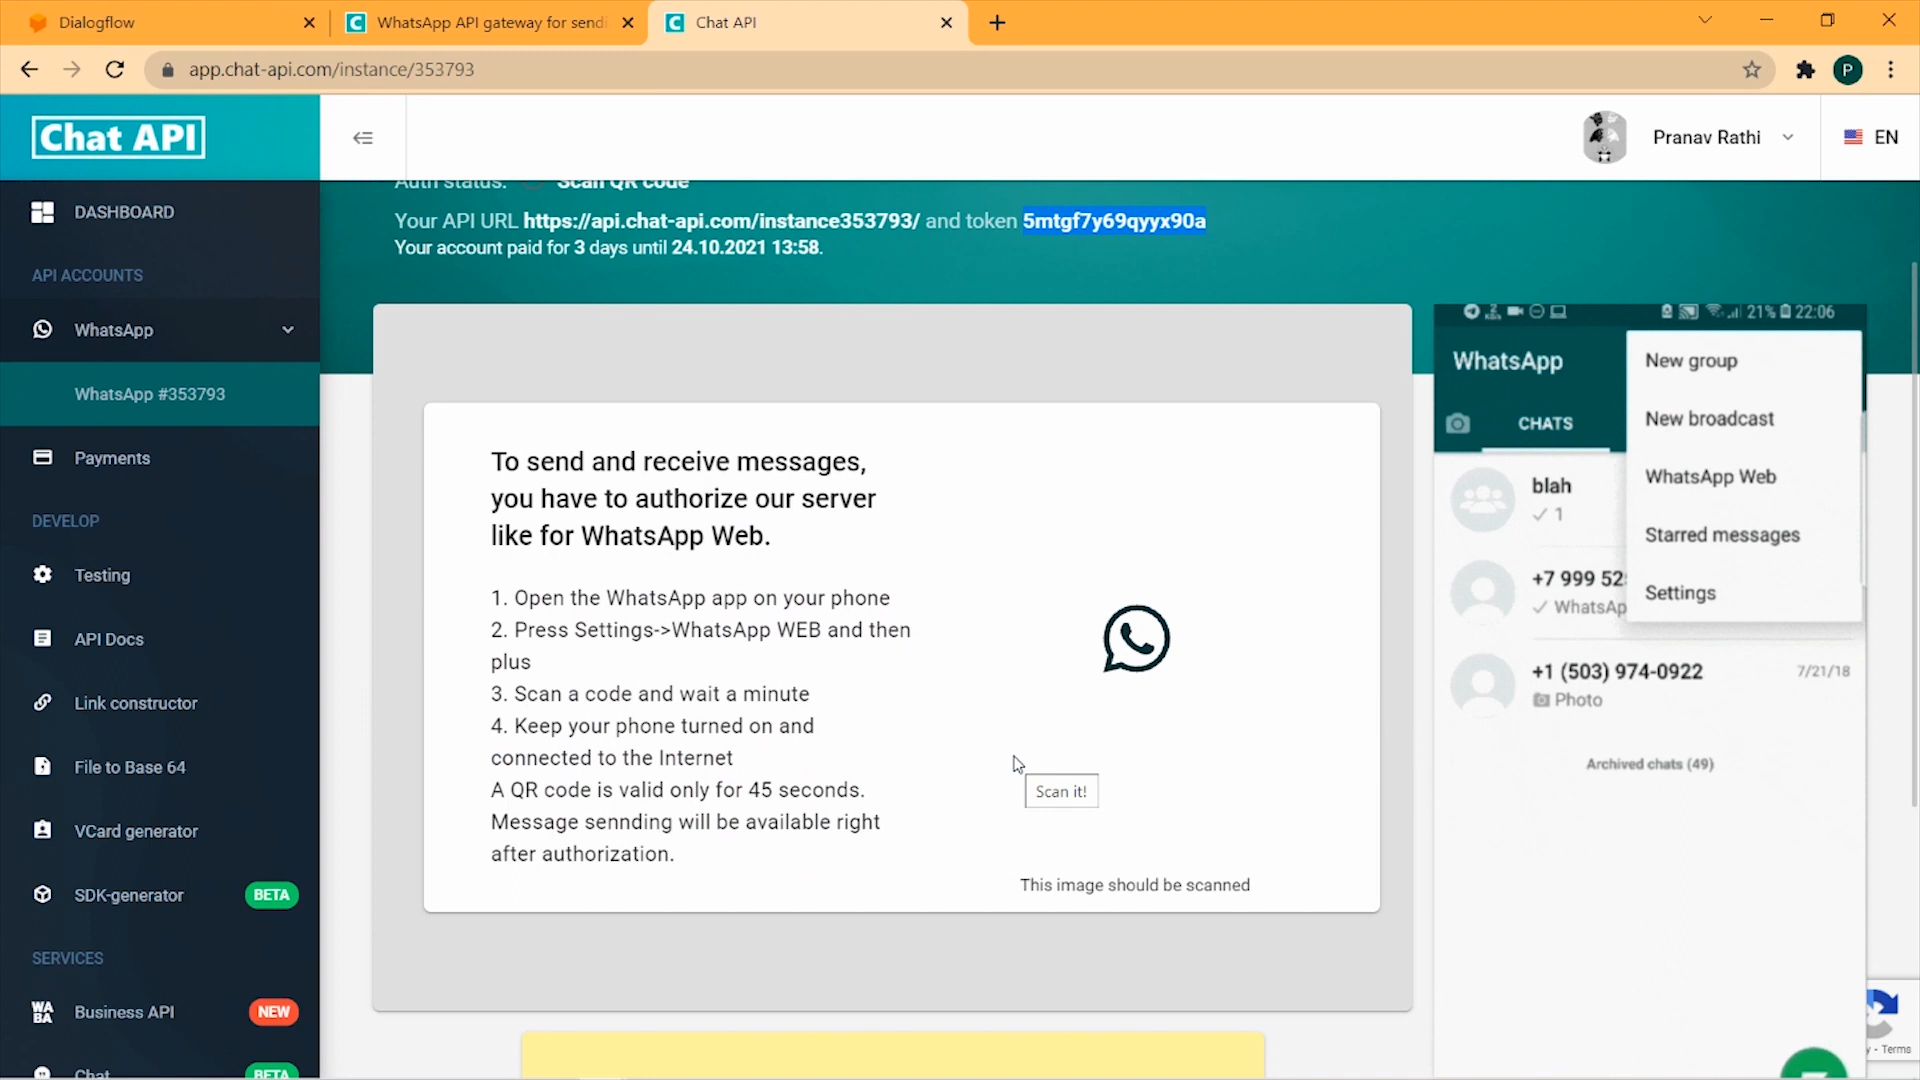 Dialogflow
WhatsApp API gateway for sendi
Chat API
app.chat-api.com/instance/353793
P
Chat API
Pranav Rathi
EN
DASHBOARD
API ACCOUNTS
WhatsApp
WhatsApp #353793
Payments
DEVELOP
Testing
API Docs
Link constructor
File to Base 64
VCard generator
SDK-generator BETA
SERVICES
WA BA Business API NEW
Chat BETA
Auth status: Scan QR code
Your API URL https://api.chat-api.com/instance353793/ and token 5mtgf7y69qyyx90a
Your account paid for 3 days until 24.10.2021 13:58.
To send and receive messages,
you have to authorize our server
like for WhatsApp Web.
1. Open the WhatsApp app on your phone
2. Press Settings->WhatsApp WEB and then
plus
3. Scan a code and wait a minute
4. Keep your phone turned on and
connected to the Internet
A QR code is valid only for 45 seconds.
Message sennding will be available right
after authorization.
Scan it!
This image should be scanned
21% 22:06
WhatsApp
CHATS
New group
New broadcast
WhatsApp Web
Starred messages
Settings
blah
1
+7 999 52
WhatsAp
+1 (503) 974-0922 7/21/18
Photo
Archived chats (49)
y - Terms